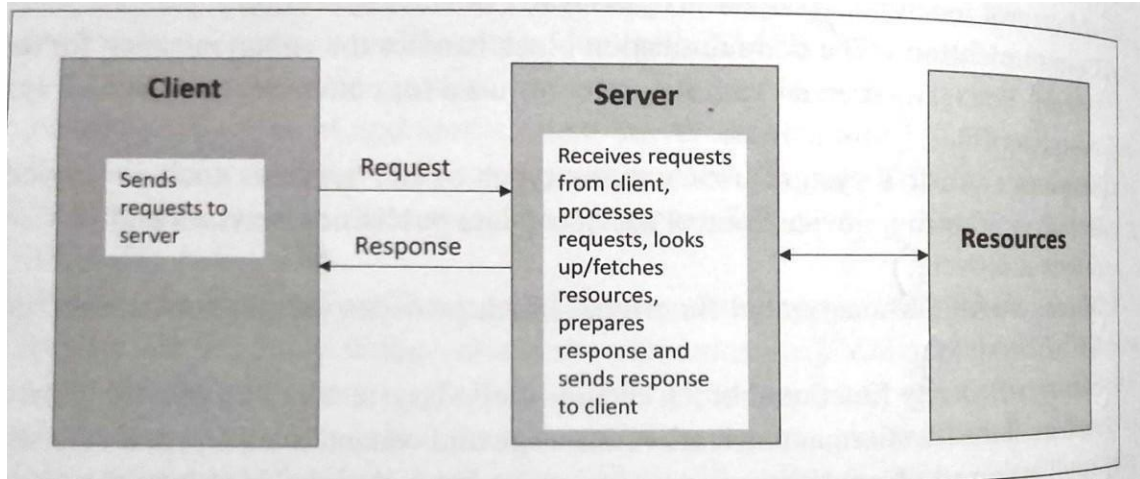 Client
Sends
requests to
server
Request
Response
Server
Receives requests
from client,
processes
requests, looks
up/fetches
resources,
prepares
response and
sends response
to client
Resources